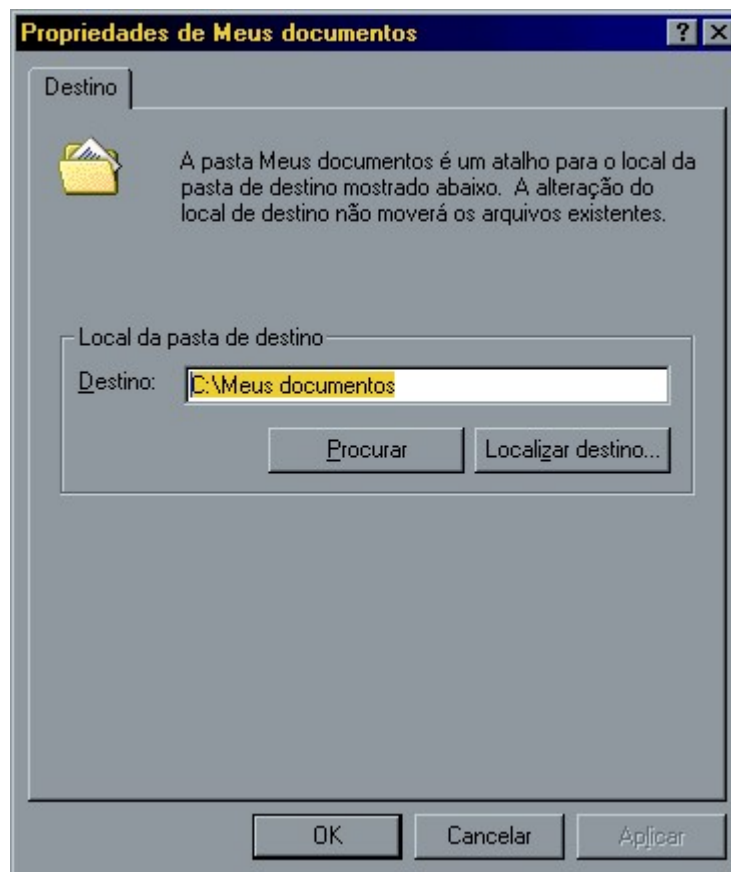 Propriedades de Meus documentos
Destino
A pasta Meus documentos é um atalho para o local da
pasta de destino mostrado abaixo. A alteração do
local de destino não moverá os arquivos existentes.
Local da pasta de destino
Destino: C:\Meus documentos
Procurar Localizar destino...
OK Cancelar Aplicar